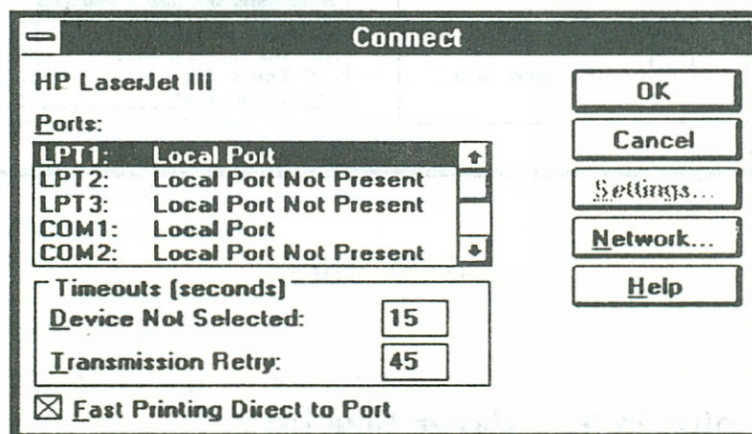 Connect
HP LaserJet III
Ports:
LPT1: Local Port
LPT2: Local Port Not Present
LPT3: Local Port Not Present
COM1: Local Port
COM2: Local Port Not Present
Timeouts (seconds)
Device Not Selected: 15
Transmission Retry: 45
Fast Printing Direct to Port
OK
Cancel
Settings...
Network...
Help